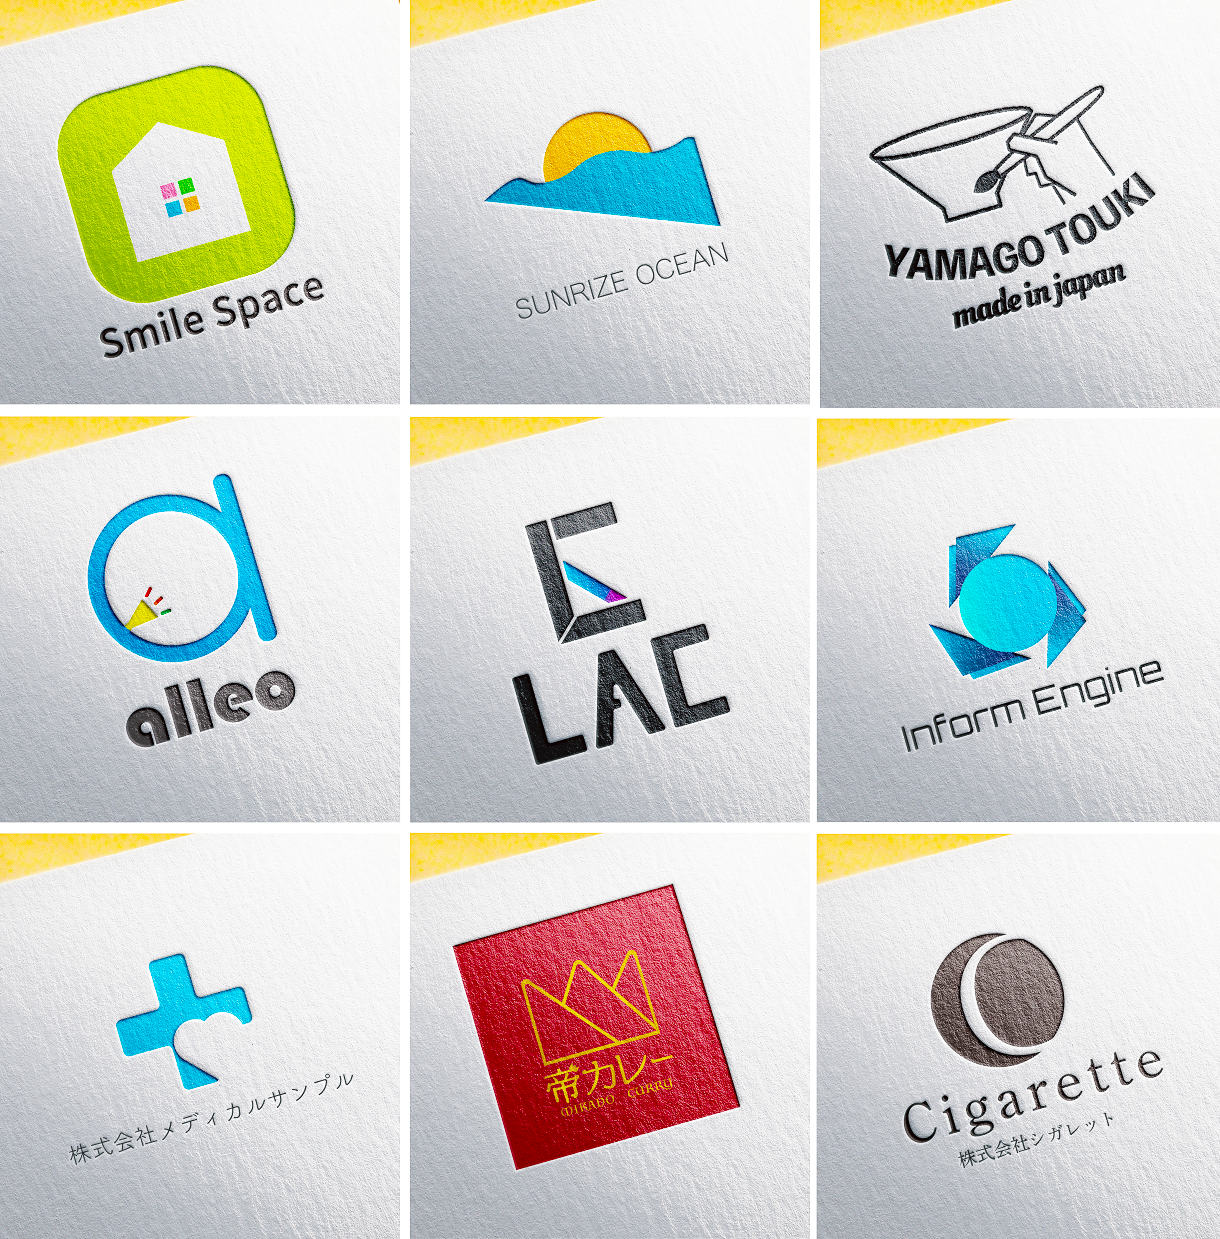 Smile Space
SUNRIZE OCEAN
YAMAGO TOUKI
made in japan
alleo
LAC
Inform Engine
株式会社メディカルサンプル
帝カレー
MIKADO CURRY
Cigarette
株式会社シガレット